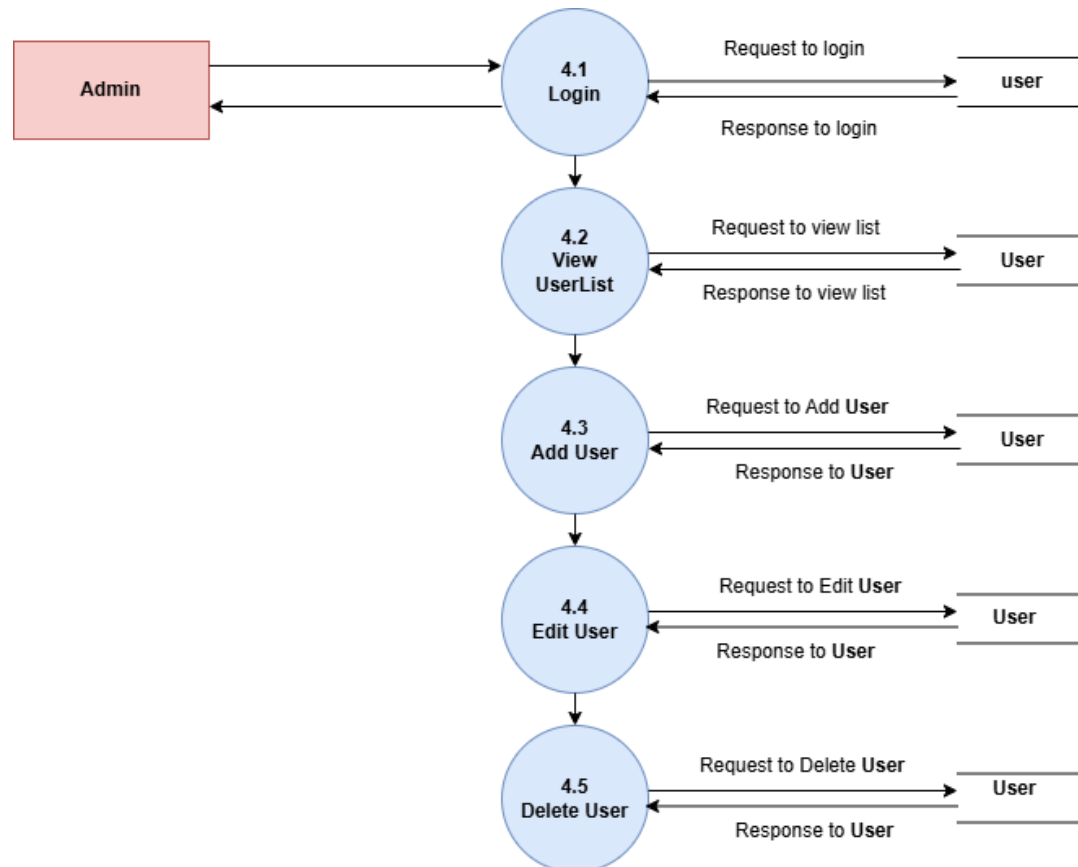 Admin
4.1
Login
Request to login
Response to login
user
4.2
View
UserList
Request to view list
Response to view list
User
4.3
Add User
Request to Add User
Response to User
User
4.4
Edit User
Request to Edit User
Response to User
User
4.5
Delete User
Request to Delete User
Response to User
User